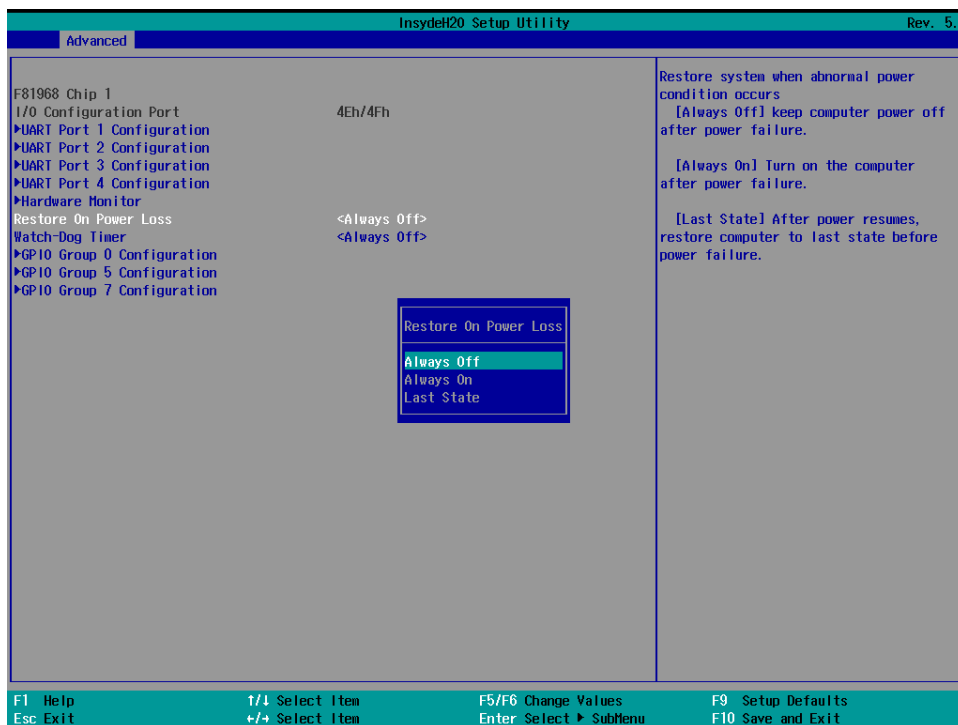 InsydeH2O Setup Utility Rev. 5.
Advanced
F81968 Chip 1
I/O Configuration Port 4Eh/4Fh
▶UART Port 1 Configuration
▶UART Port 2 Configuration
▶UART Port 3 Configuration
▶UART Port 4 Configuration
▶Hardware Monitor
Restore On Power Loss <Always Off>
Watch-Dog Timer <Always Off>
▶GPIO Group 0 Configuration
▶GPIO Group 5 Configuration
▶GPIO Group 7 Configuration
Restore On Power Loss
Always Off
Always On
Last State
Restore system when abnormal power
condition occurs
[Always Off] keep computer power off
after power failure.
[Always On] Turn on the computer
after power failure.
[Last State] After power resumes,
restore computer to last state before
power failure.
F1 Help ↑/↓ Select Item F5/F6 Change Values F9 Setup Defaults
Esc Exit ←/→ Select Item Enter Select ▶ SubMenu F10 Save and Exit